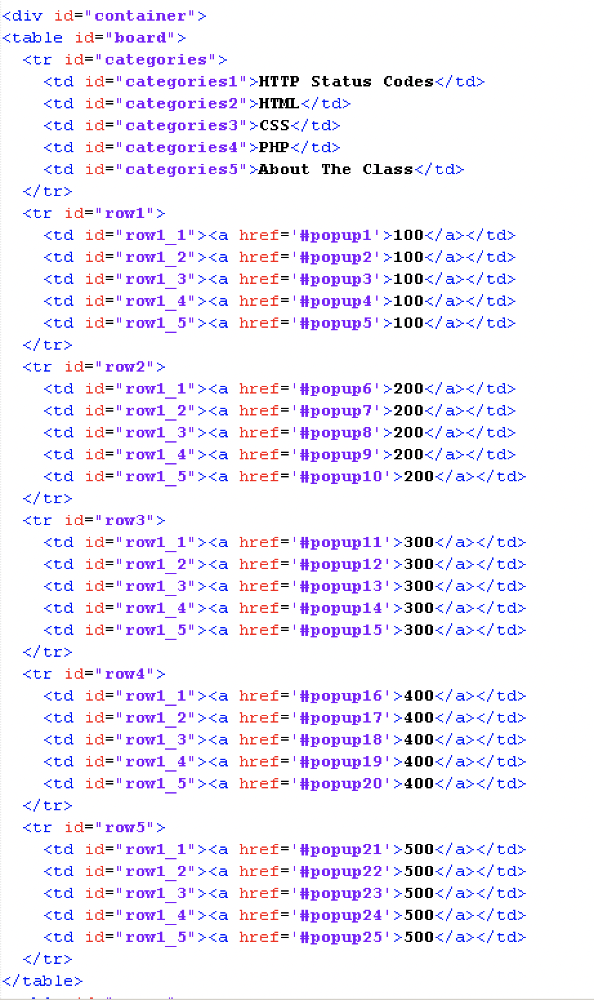 <div id="container">
<table id="board">
  <tr id="categories">
    <td id="categories1">HTTP Status Codes</td>
    <td id="categories2">HTML</td>
    <td id="categories3">CSS</td>
    <td id="categories4">PHP</td>
    <td id="categories5">About The Class</td>
  </tr>
  <tr id="row1">
    <td id="row1_1"><a href='#popup1'>100</a></td>
    <td id="row1_2"><a href='#popup2'>100</a></td>
    <td id="row1_3"><a href='#popup3'>100</a></td>
    <td id="row1_4"><a href='#popup4'>100</a></td>
    <td id="row1_5"><a href='#popup5'>100</a></td>
  </tr>
  <tr id="row2">
    <td id="row1_1"><a href='#popup6'>200</a></td>
    <td id="row1_2"><a href='#popup7'>200</a></td>
    <td id="row1_3"><a href='#popup8'>200</a></td>
    <td id="row1_4"><a href='#popup9'>200</a></td>
    <td id="row1_5"><a href='#popup10'>200</a></td>
  </tr>
  <tr id="row3">
    <td id="row1_1"><a href='#popup11'>300</a></td>
    <td id="row1_2"><a href='#popup12'>300</a></td>
    <td id="row1_3"><a href='#popup13'>300</a></td>
    <td id="row1_4"><a href='#popup14'>300</a></td>
    <td id="row1_5"><a href='#popup15'>300</a></td>
  </tr>
  <tr id="row4">
    <td id="row1_1"><a href='#popup16'>400</a></td>
    <td id="row1_2"><a href='#popup17'>400</a></td>
    <td id="row1_3"><a href='#popup18'>400</a></td>
    <td id="row1_4"><a href='#popup19'>400</a></td>
    <td id="row1_5"><a href='#popup20'>400</a></td>
  </tr>
  <tr id="row5">
    <td id="row1_1"><a href='#popup21'>500</a></td>
    <td id="row1_2"><a href='#popup22'>500</a></td>
    <td id="row1_3"><a href='#popup23'>500</a></td>
    <td id="row1_4"><a href='#popup24'>500</a></td>
    <td id="row1_5"><a href='#popup25'>500</a></td>
  </tr>
</table>